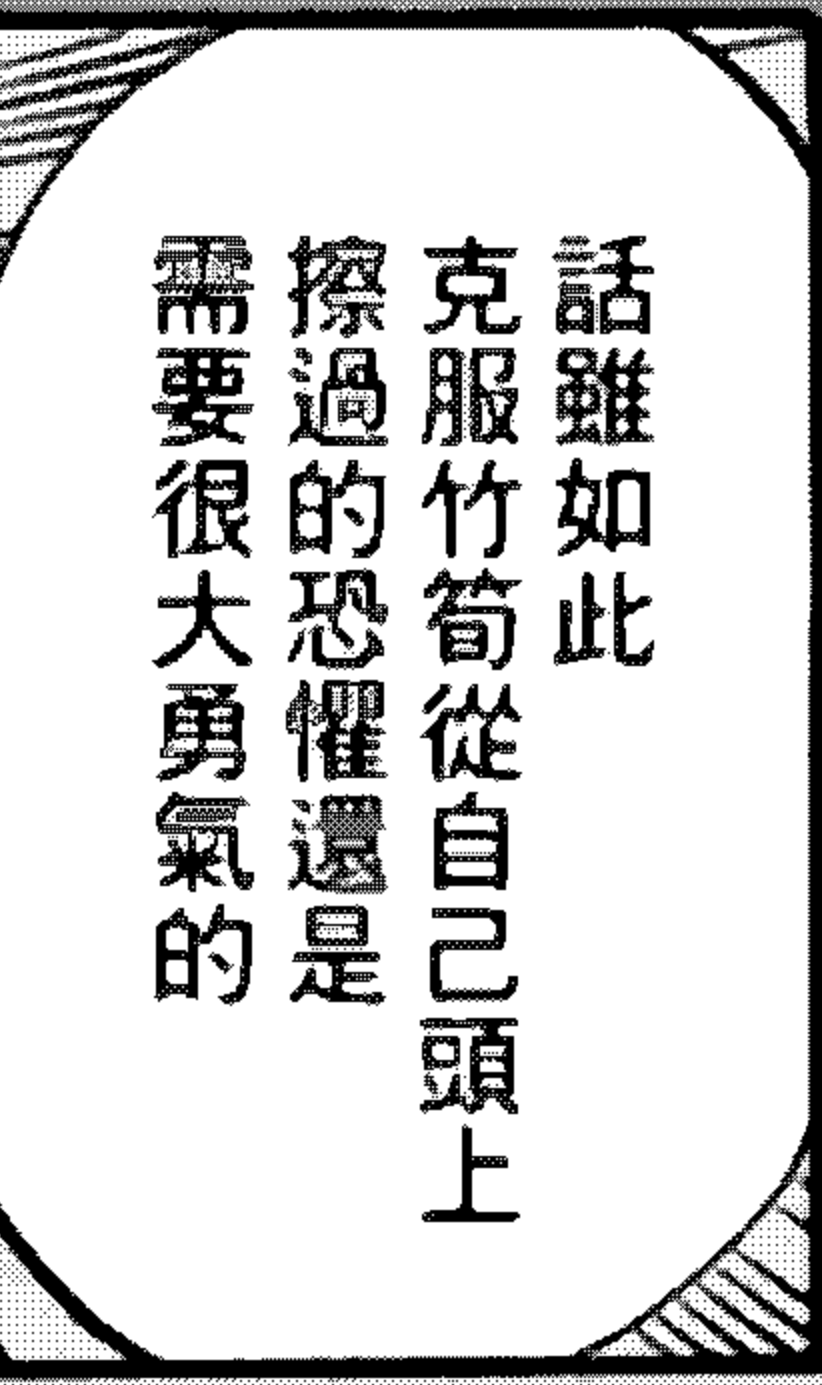 話雖如此
克服竹筍從自己頭上
擦過的恐懼還是
需要很大勇氣的